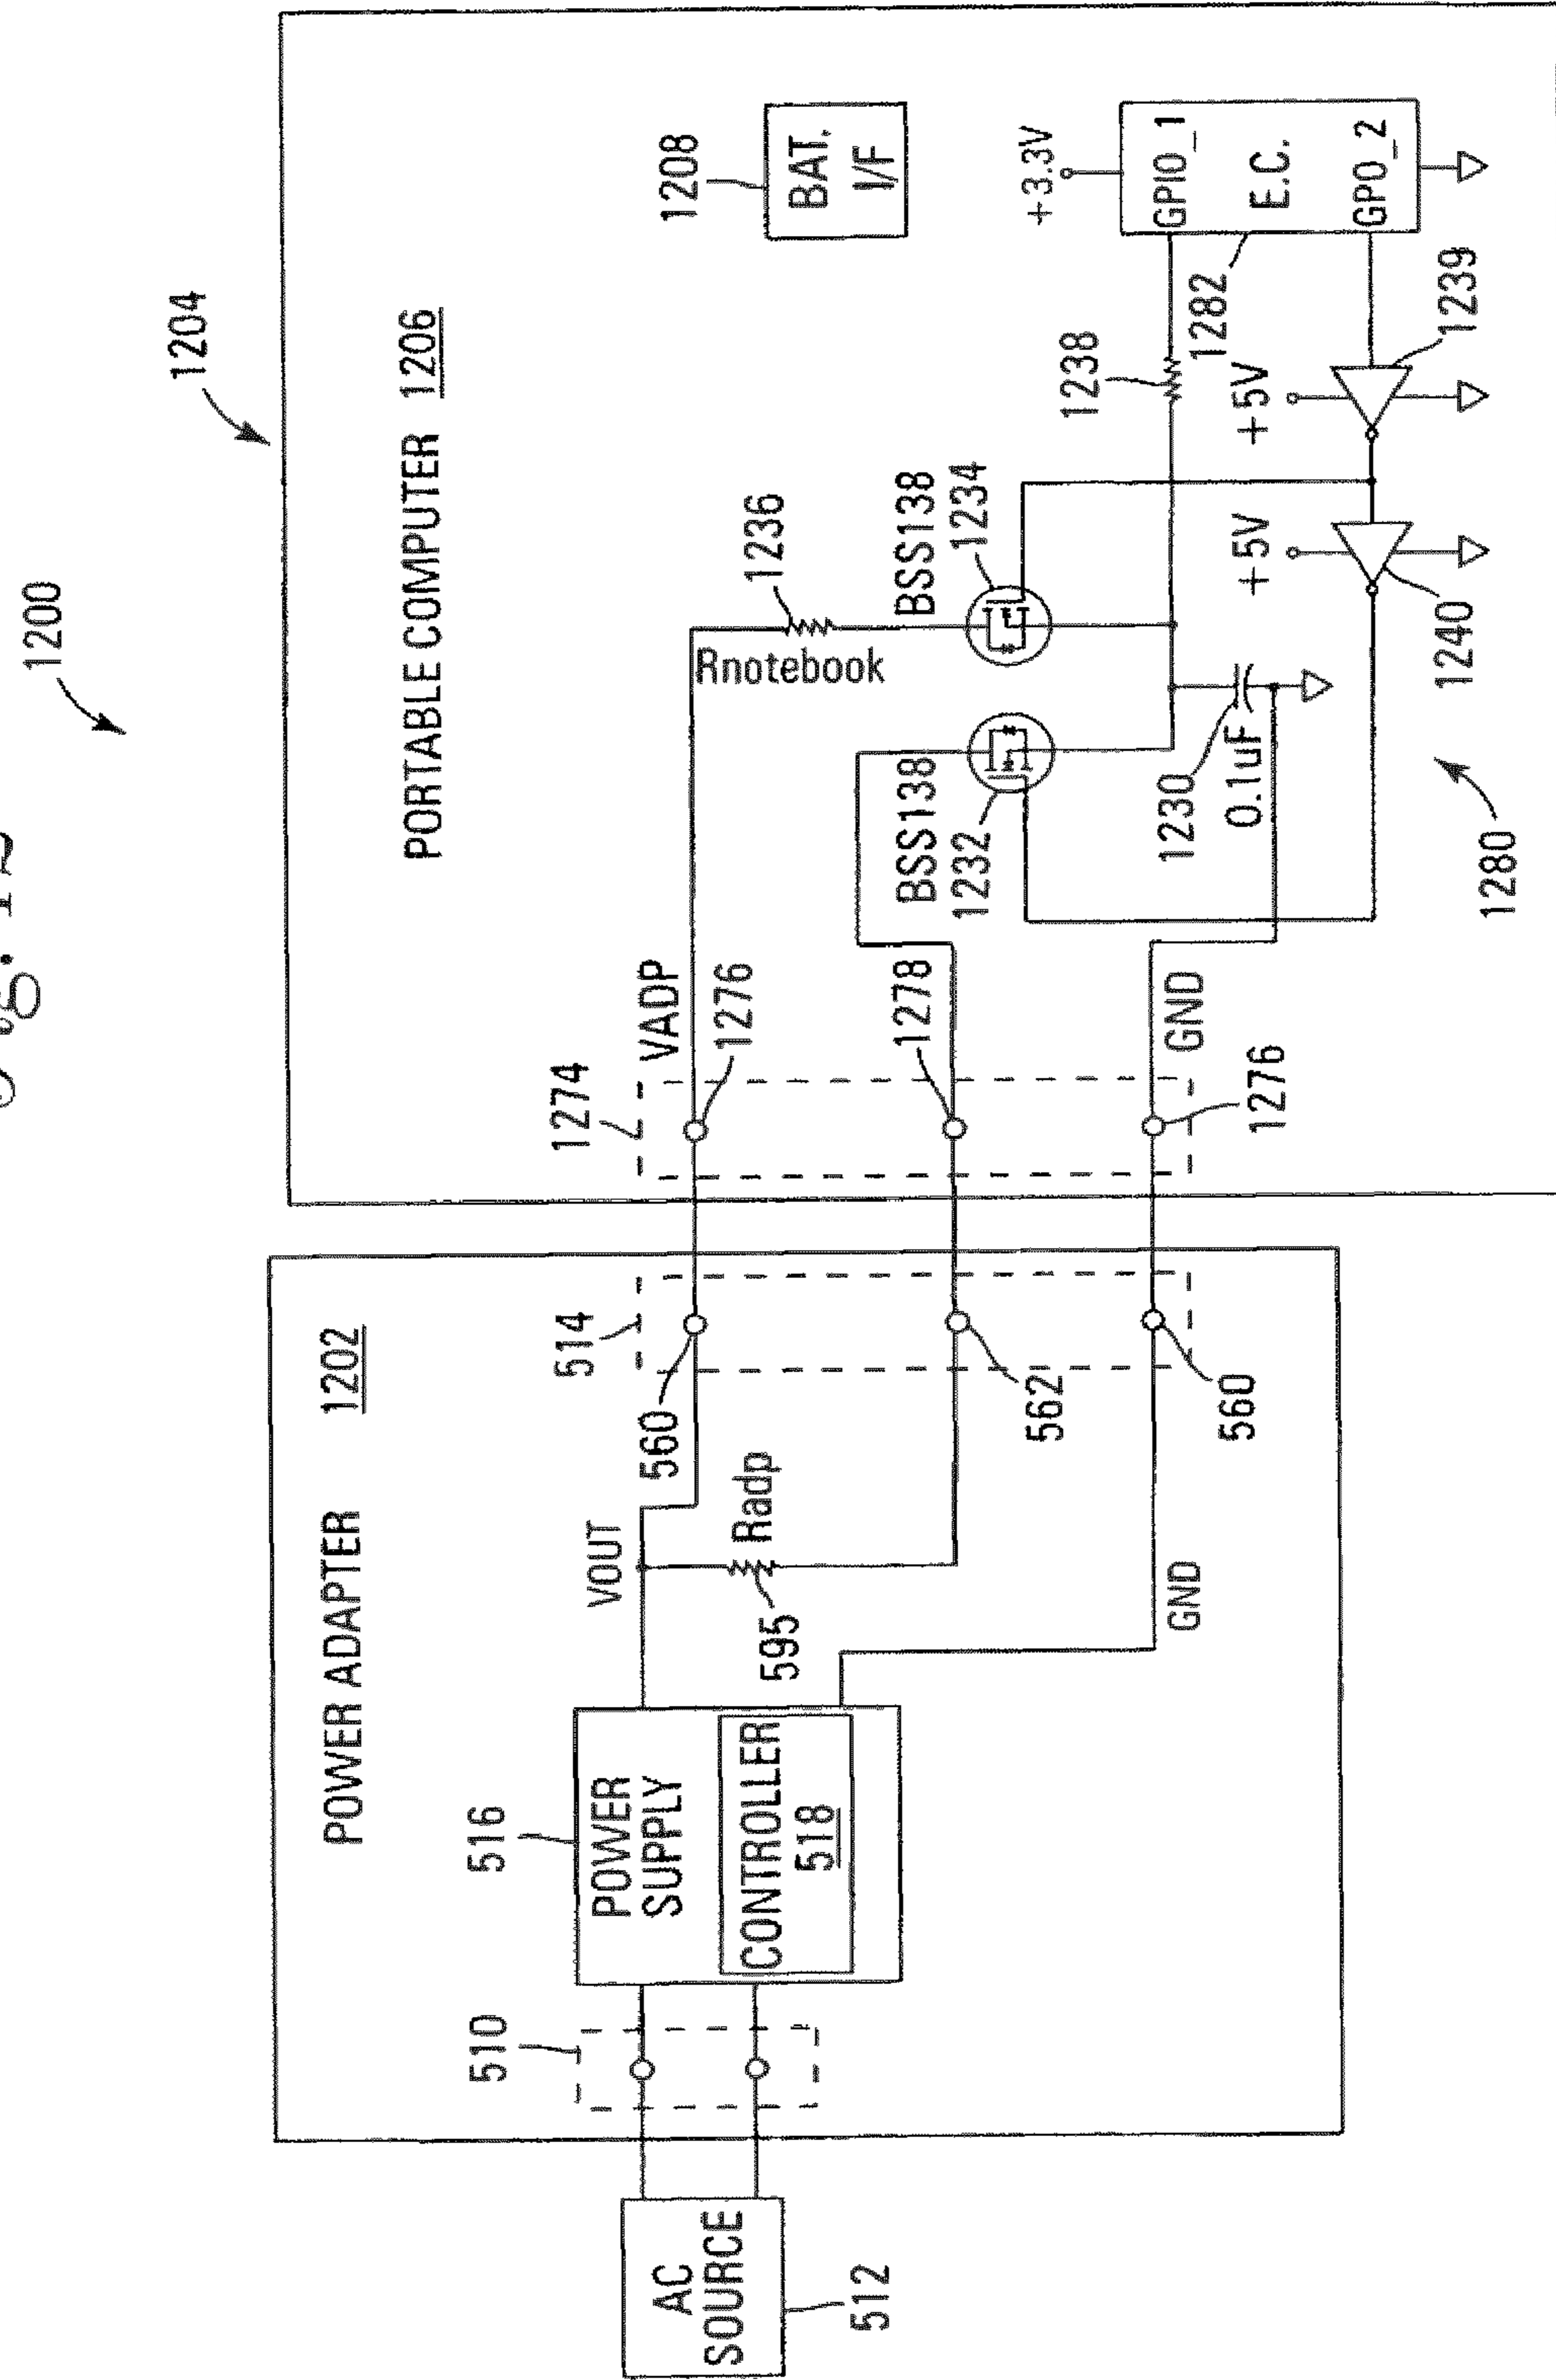 Fig. 12
1200
1204
POWER ADAPTER 1202
PORTABLE COMPUTER 1206
AC
SOURCE
512
510
516
POWER
SUPPLY
CONTROLLER
518
VOUT
595
Radp
GND
514
560
562
560
1274
VADP
1276
1278
GND
1276
Rnotebook
1236
BSS138
1232
BSS138
1234
1230
0.1uF
1238
1208
BAT.
I/F
+3.3V
GPIO_1
E.C.
GPO_2
1282
+5V
1239
+5V
1240
1280